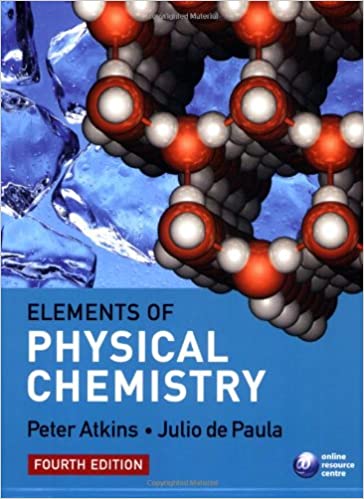 ELEMENTS OF
PHYSICAL
CHEMISTRY
Peter Atkins • Julio de Paula
FOURTH EDITION
online
resource
centre